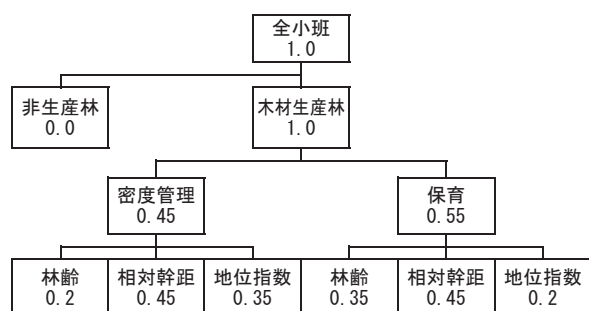 全小班
1.0
非生産林
0.0
木材生産林
1.0
密度管理
0.45
保育
0.55
林齢
0.2
相対幹距
0.45
地位指数
0.35
林齢
0.35
相対幹距
0.45
地位指数
0.2